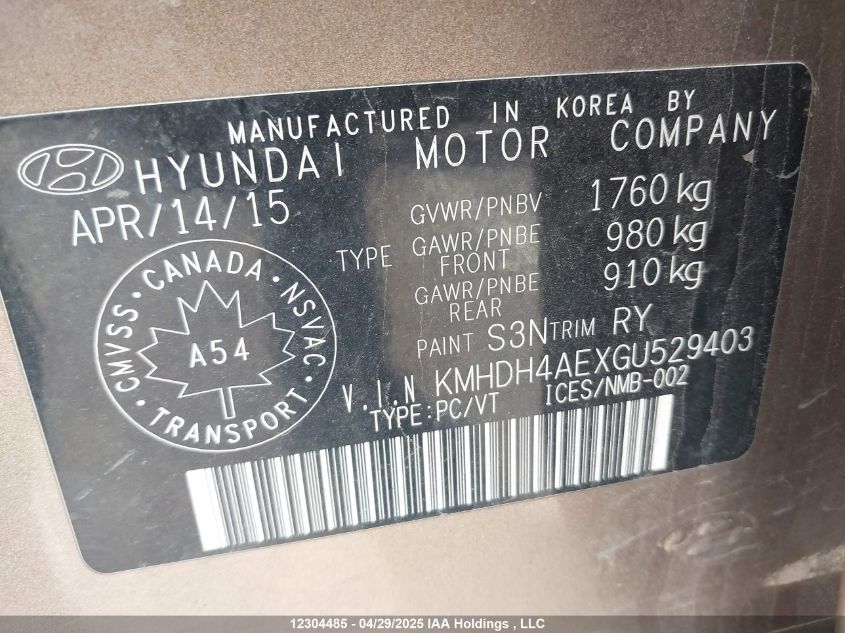 MANUFACTURED IN KOREA BY
HYUNDAI MOTOR COMPANY
APR/14/15
GVWR/PNBV 1760 kg
TYPE GAWR/PNBE FRONT 980 kg
GAWR/PNBE REAR 910 kg
PAINT S3N TRIM RY
V.I.N KMHDH4AEXGU529403
TYPE:PC/VT ICES/NMB-002
CMVSS · CANADA · NSVAC
A54
TRANSPORT
12304485 - 04/29/2025 IAA Holdings , LLC